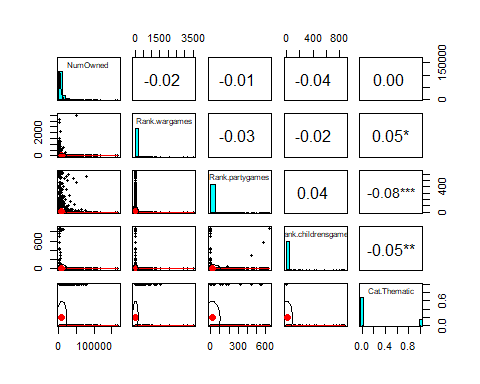 0 1500 3500 0 400 800
NumOwned -0.02 -0.01 -0.04 0.00 0 150000
0 2000 Rank.wargames -0.03 -0.02 0.05*
Rank.partygames 0.04 -0.08*** 0 400
0 600 ank.childrensgame -0.05**
Cat.Thematic 0.0 0.6
0 100000 0 300 600 0.0 0.4 0.8